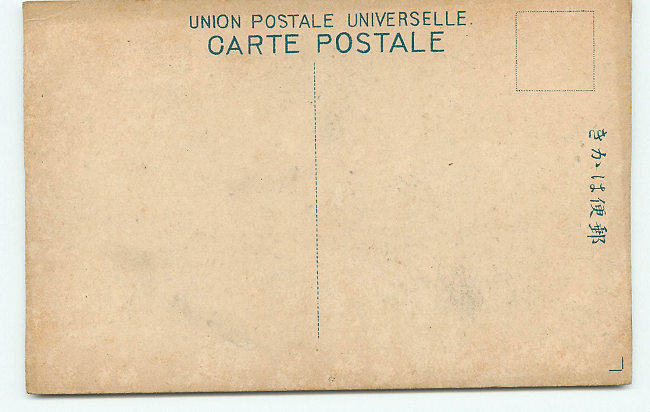 UNION POSTALE UNIVERSELLE.
CARTE POSTALE
きかは便郵